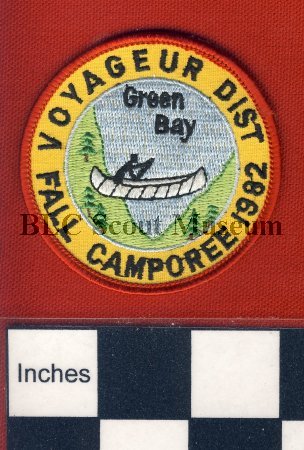 VOYAGEUR DIST
Green
Bay
FALL CAMPOREE 1982
BLC Scout Museum
Inches